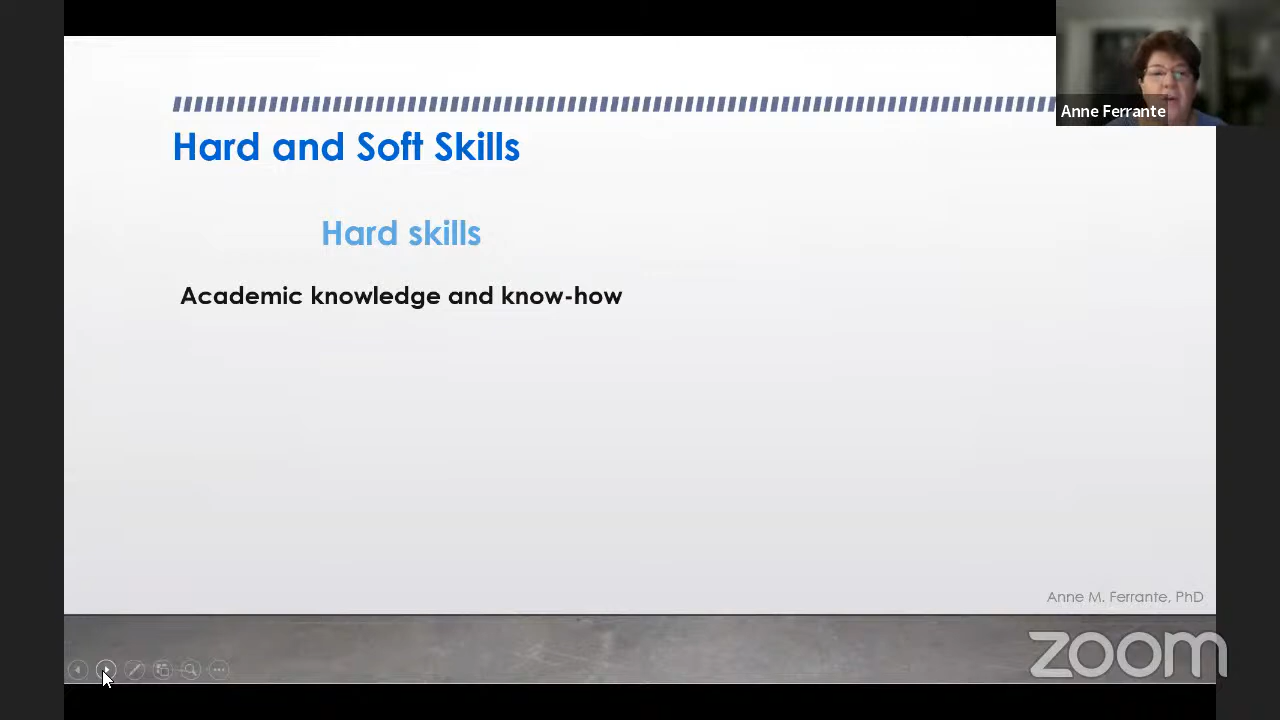 Anne Ferrante
Hard and Soft Skills
Hard skills
Academic knowledge and know-how
Anne M. Ferrante, PhD
zoom